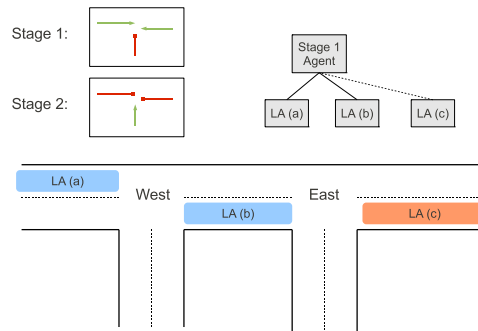 Stage 1:
Stage 2:
Stage 1
Agent
LA (a)
LA (b)
LA (c)
LA (a)
West
East
LA (b)
LA (c)